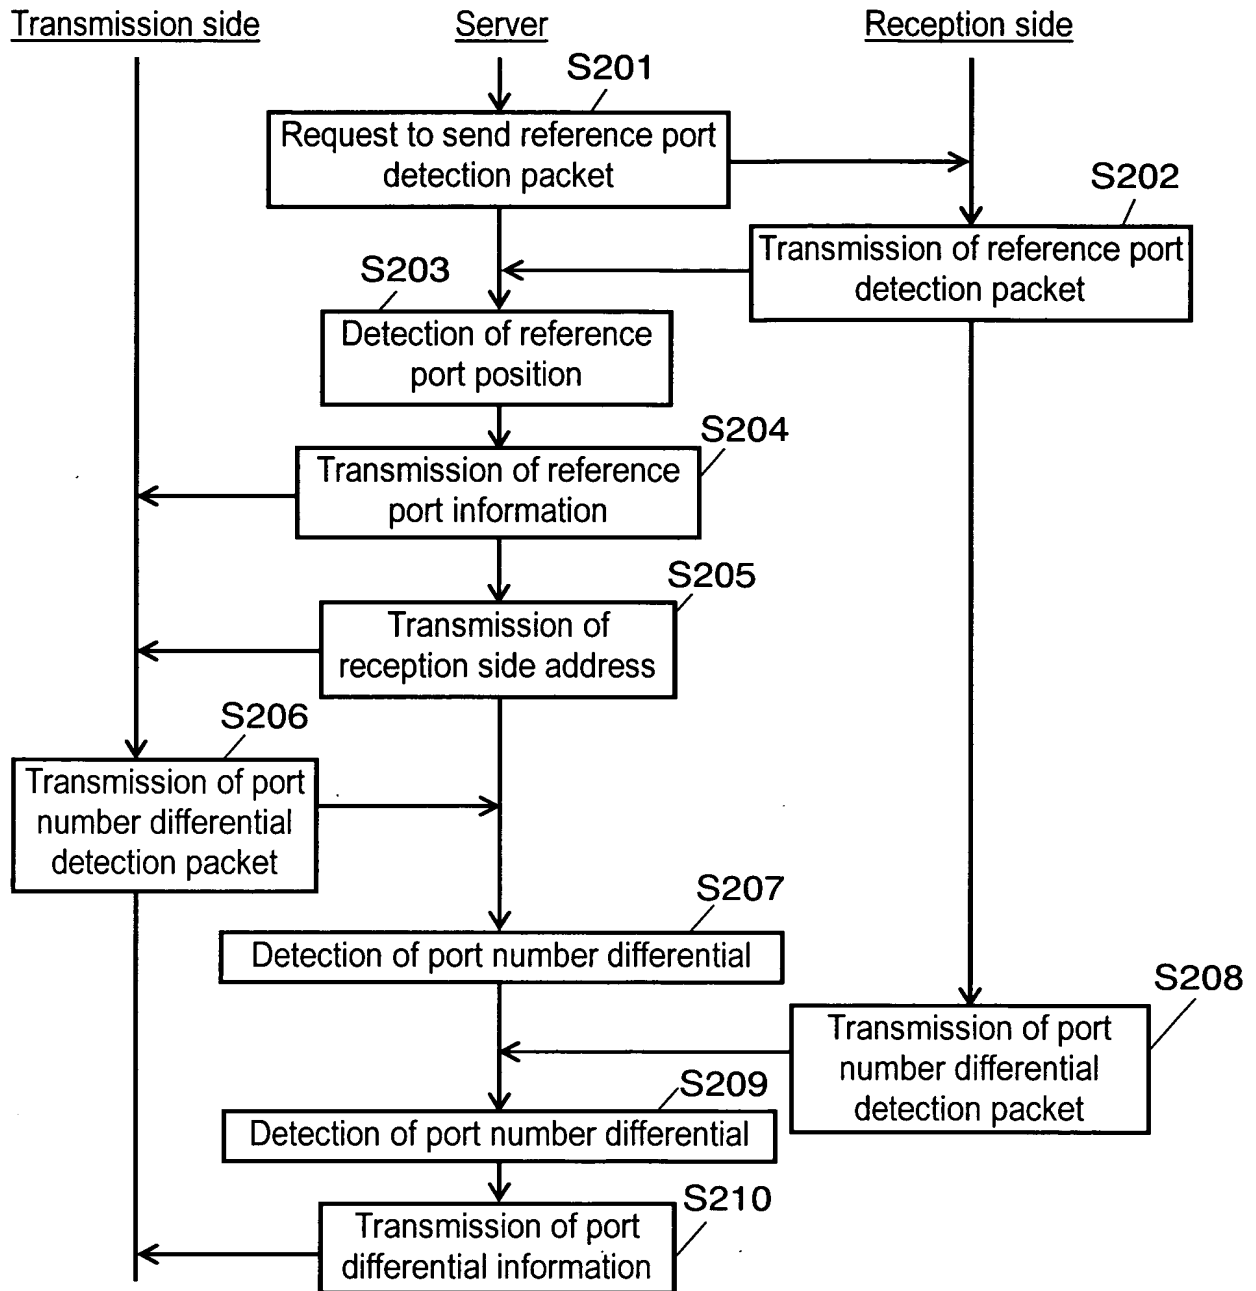 Transmission side
Server
Reception side
S201
Request to send reference port
detection packet
S202
Transmission of reference port
detection packet
S203
Detection of reference
port position
S204
Transmission of reference
port information
S205
Transmission of
reception side address
S206
Transmission of port
number differential
detection packet
S207
Detection of port number differential
S208
Transmission of port
number differential
detection packet
S209
Detection of port number differential
S210
Transmission of port
differential information